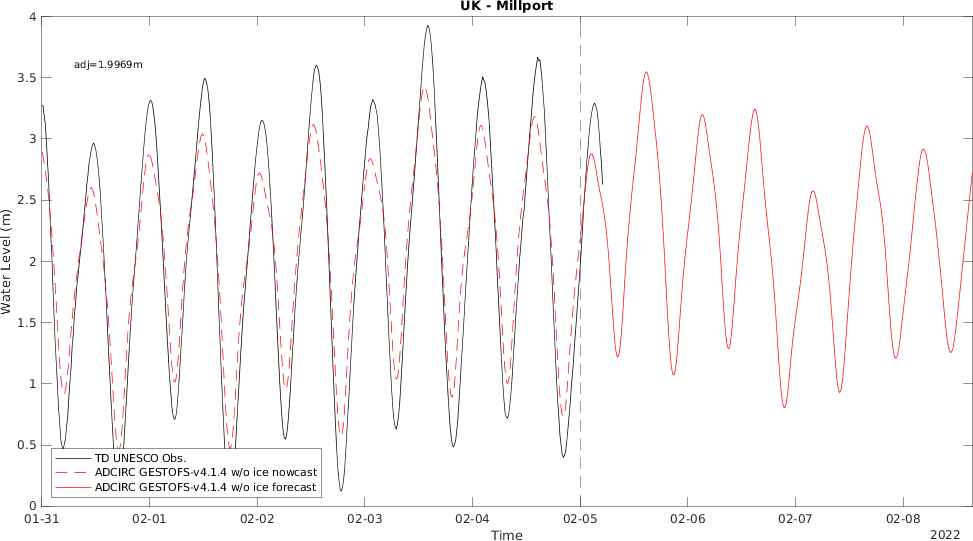 UK - Millport
adj=1.9969m
4
3.5
3
2.5
2
1.5
1
0.5
0
Water Level (m)
TD UNESCO Obs.
ADCIRC GESTOFS-v4.1.4 w/o ice nowcast
ADCIRC GESTOFS-v4.1.4 w/o ice forecast
01-31 02-01 02-02 02-03 02-04 02-05 02-06 02-07 02-08
Time
2022